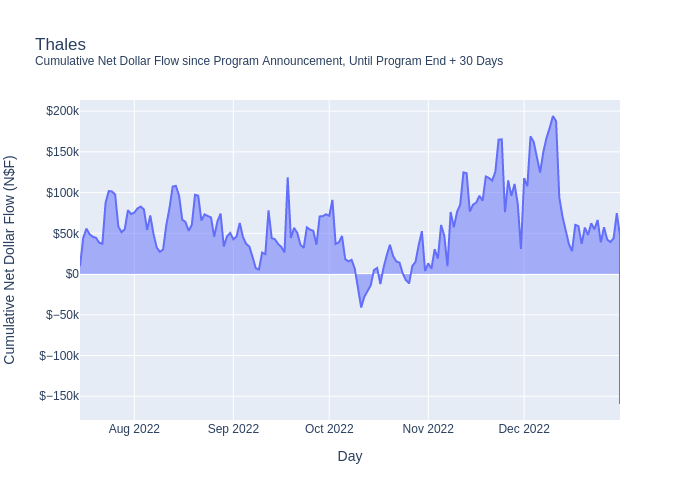 Thales
Cumulative Net Dollar Flow since Program Announcement, Until Program End + 30 Days
Cumulative Net Dollar Flow (N$F)
$200k
$150k
$100k
$50k
$0
$−50k
$−100k
$−150k
Aug 2022
Sep 2022
Oct 2022
Nov 2022
Dec 2022
Day